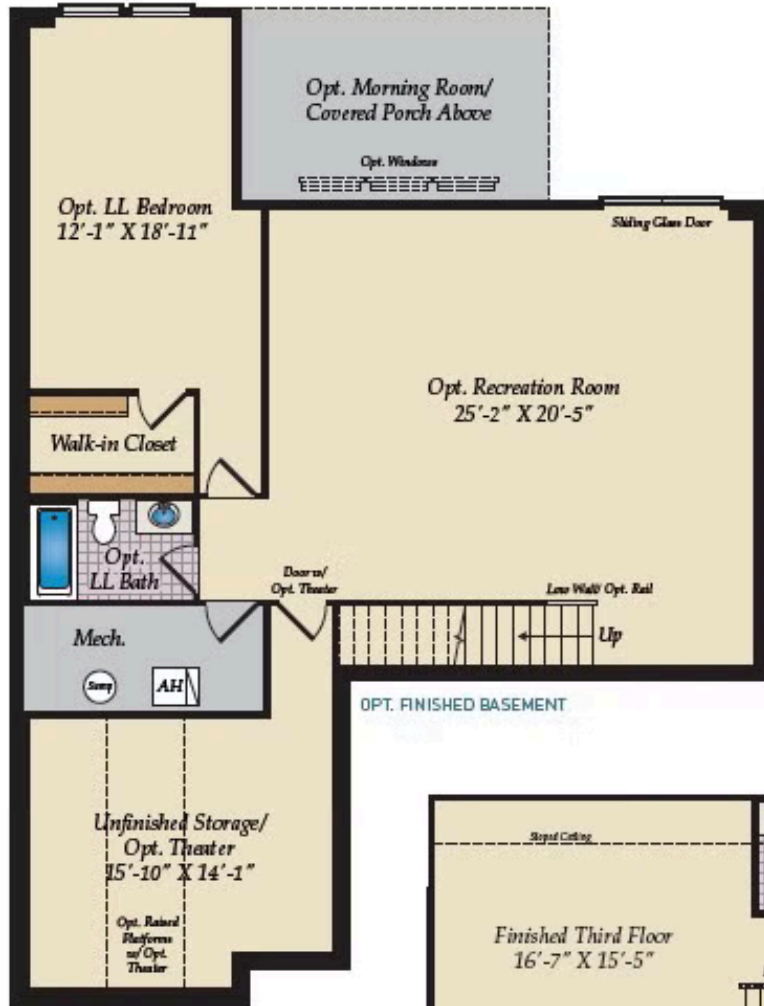 Opt. Morning Room/
Covered Porch Above
Opt. Windows
Opt. LL Bedroom
12'-1" X 18'-11"
Sliding Glass Door
Opt. Recreation Room
25'-2" X 20'-5"
Walk-in Closet
Opt.
LL Bath
Door w/
Opt. Theater
Low Wall/ Opt. Rail
Up
Mech.
Sump
AH
OPT. FINISHED BASEMENT
Unfinished Storage/
Opt. Theater
15'-10" X 14'-1"
Opt. Raised
Platforms
w/ Opt.
Theater
Sloped Ceiling
Finished Third Floor
16'-7" X 15'-5"